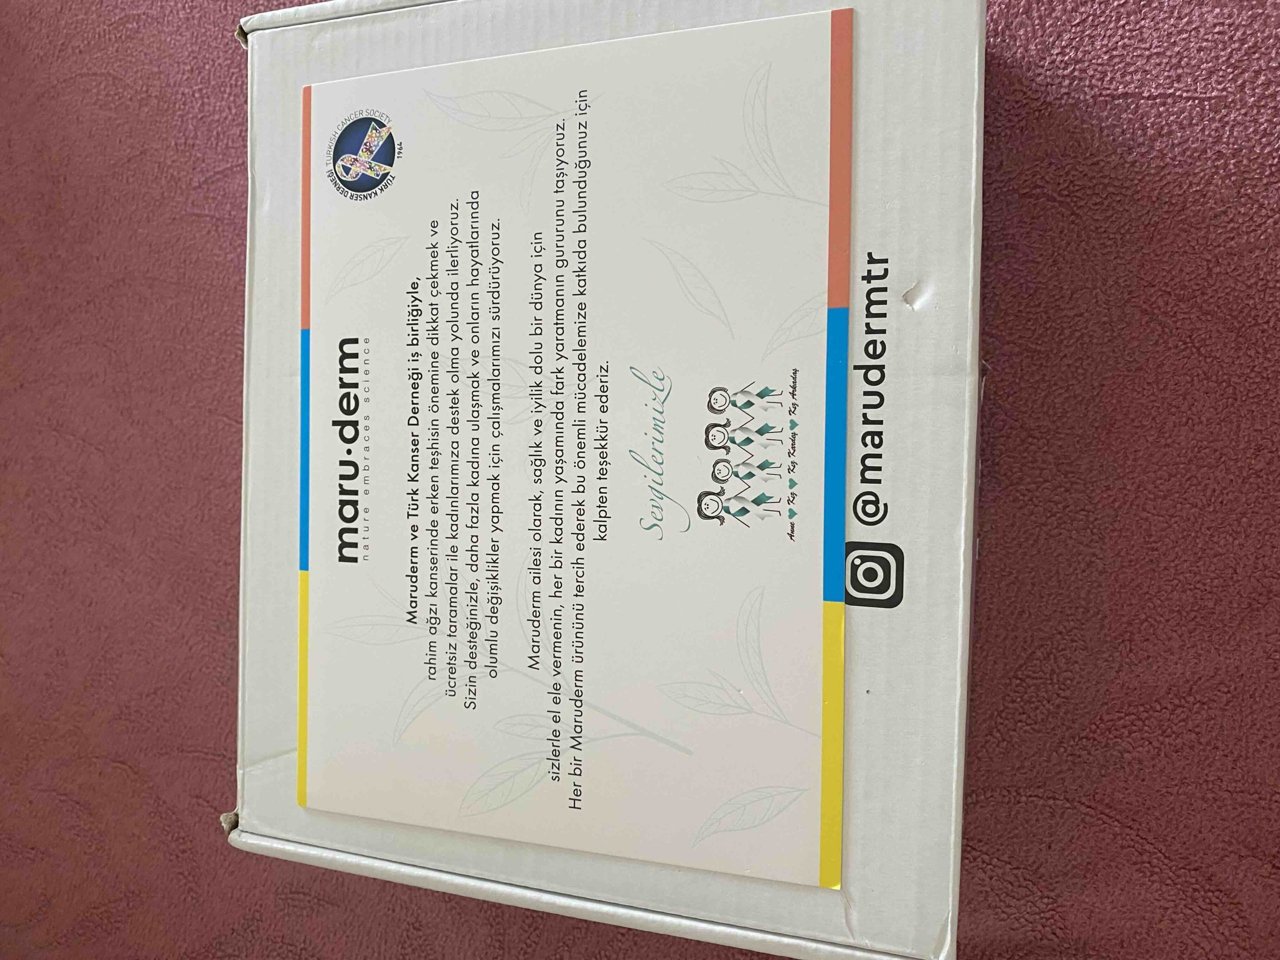 maru·derm
nature embraces science
TÜRK KANSER DERNEĞİ TURKISH CANCER SOCIETY
1964
Maruderm ve Türk Kanser Derneği iş birliğiyle,
rahim ağzı kanserinde erken teşhisin önemine dikkat çekmek ve
ücretsiz taramalar ile kadınlarımıza destek olma yolunda ilerliyoruz.
Sizin desteğinizle, daha fazla kadına ulaşmak ve onların hayatlarında
olumlu değişiklikler yapmak için çalışmalarımızı sürdürüyoruz.
Maruderm ailesi olarak, sağlık ve iyilik dolu bir dünya için
sizlerle el ele vermenin, her bir kadının yaşamında fark yaratmanın gururunu taşıyoruz.
Her bir Maruderm ürününü tercih ederek bu önemli mücadelemize katkıda bulunduğunuz için
kalpten teşekkür ederiz.
Sevgilerimizle
Anne Kız Kız Kardeş Kız Arkadaş
@marudermtr